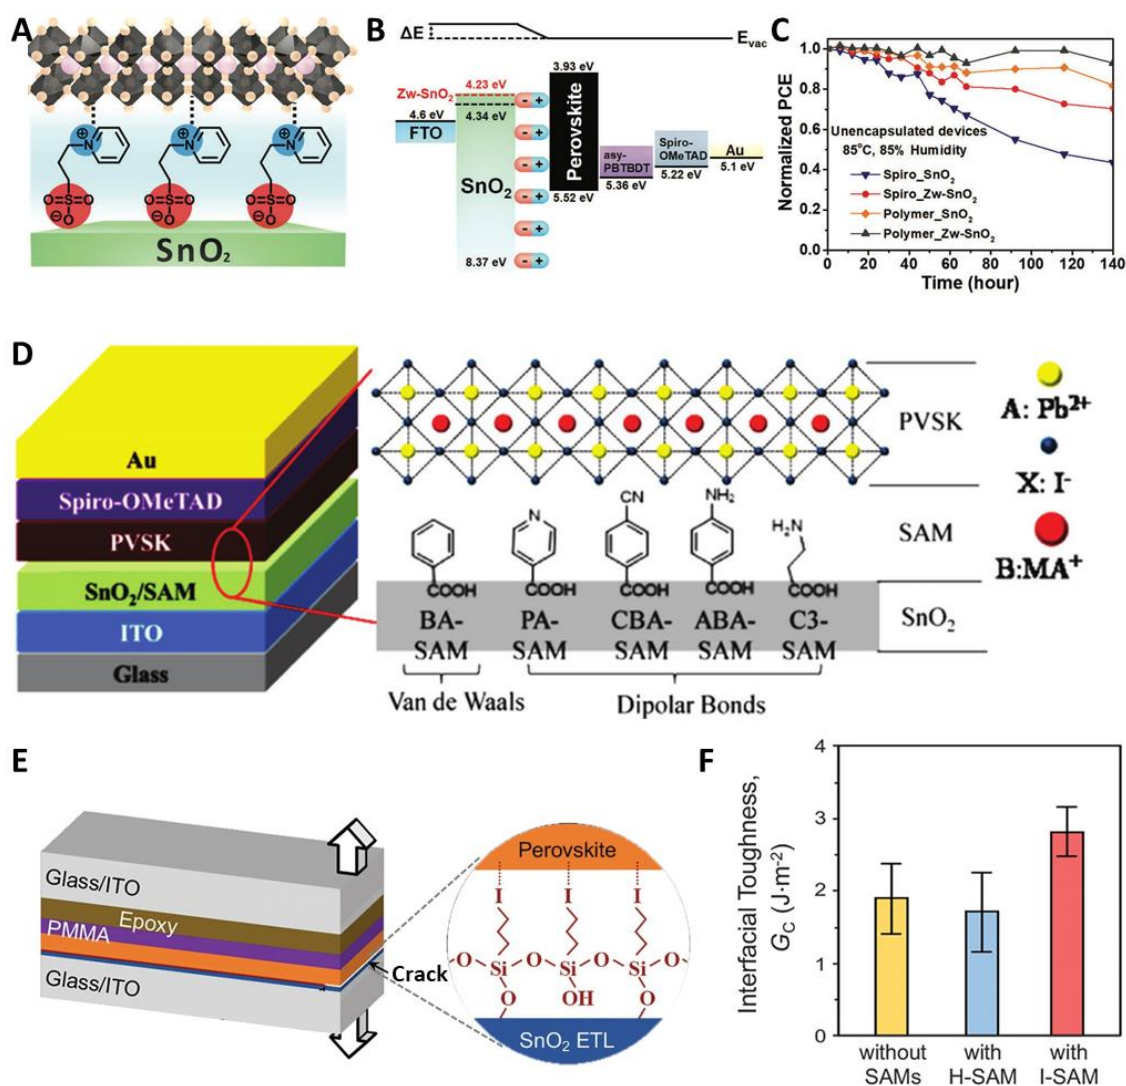 A
N
N
N
O=S=O
O
O=S=O
O
O=S=O
O
SnO₂
B
ΔE
Evac
Zw-SnO₂
4.23 eV
4.34 eV
4.6 eV
FTO
SnO₂
8.37 eV
3.93 eV
Perovskite
5.52 eV
asy-
PBTBDT
5.36 eV
Spiro-
OMeTAD
5.22 eV
Au
5.1 eV
C
Normalized PCE
1.0
0.8
0.6
0.4
0.2
0.0
Unencapsulated devices
85°C, 85% Humidity
Spiro_SnO₂
Spiro_Zw-SnO₂
Polymer_SnO₂
Polymer_Zw-SnO₂
0 20 40 60 80 100 120 140
Time (hour)
D
Au
Spiro-OMeTAD
PVSK
SnO₂/SAM
ITO
Glass
PVSK
SAM
SnO₂
A: Pb²⁺
X: I⁻
B:MA⁺
N
CN
NH₂
H₂N
COOH COOH COOH COOH COOH
BA- PA- CBA- ABA- C3-
SAM SAM SAM SAM SAM
Van de Waals
Dipolar Bonds
E
Glass/ITO
Epoxy
PMMA
Glass/ITO
Crack
Perovskite
I I I
O Si O Si O Si O
O OH O
SnO₂ ETL
F
Interfacial Toughness,
G_C (J·m⁻²)
4
3
2
1
0
without
SAMs
with
H-SAM
with
I-SAM